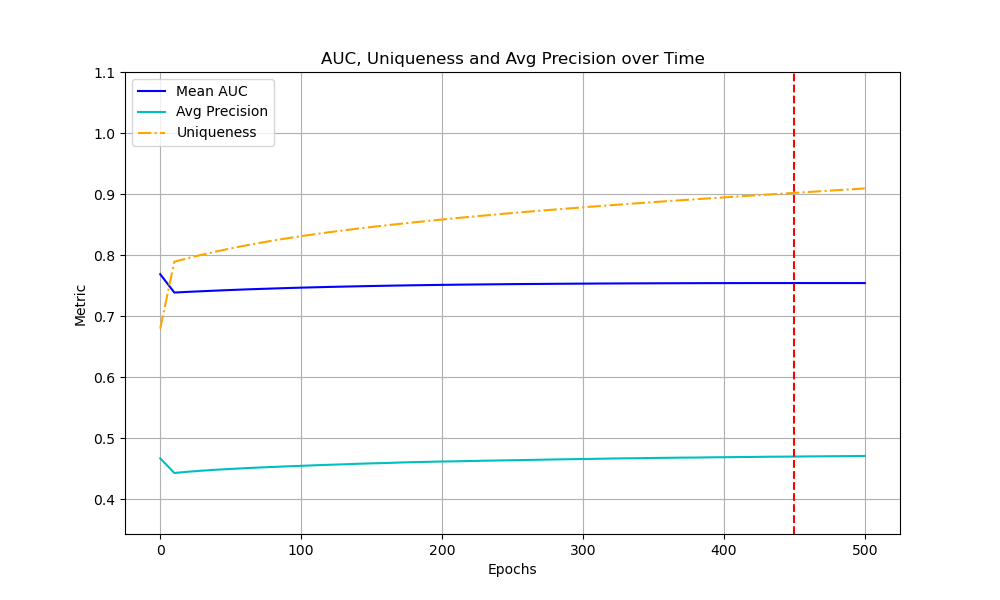 AUC, Uniqueness and Avg Precision over Time
Mean AUC
Avg Precision
Uniqueness
Metric
1.1
1.0
0.9
0.8
0.7
0.6
0.5
0.4
0 100 200 300 400 500
Epochs